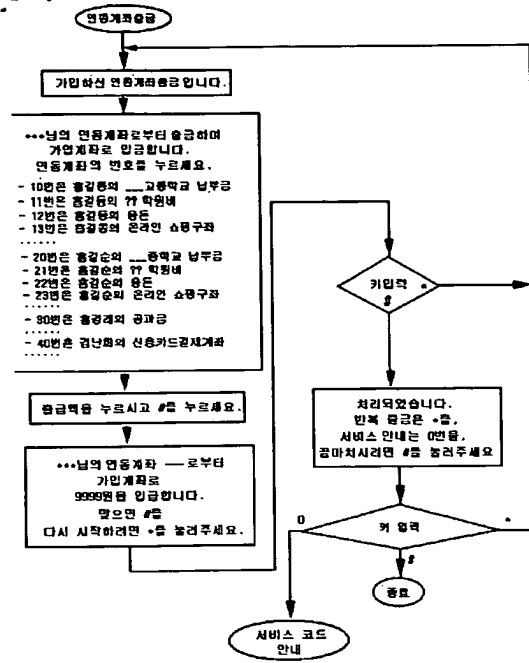 연동계좌출금
가입하신 연동계좌출금입니다.
***님의 연동계좌로부터 출금하여
가입계좌로 입금합니다.
연동계좌의 번호를 누르세요.
- 10번은 홍길동의 ___고등학교 납부금
- 11번은 홍길동의 ?? 학원비
- 12번은 홍길동의 용돈
- 13번은 홍길동의 온라인 쇼핑구좌
......
- 20번은 홍길순의 ___중학교 납부금
- 21번은 홍길순의 ?? 학원비
- 22번은 홍길순의 용돈
- 23번은 홍길순의 온라인 쇼핑구좌
......
- 30번은 홍경래의 공과금
......
- 40번은 김난희의 신용카드결제계좌
......
출금액을 누르시고 #를 누르세요.
***님의 연동계좌 ――로부터
가입계좌로
9999원을 입금합니다.
맞으면 #를
다시 시작하려면 *를 눌러주세요.
키입력 *
#
처리되었습니다.
반복 출금은 *를,
서비스 안내는 0번을,
끝마치시려면 #를 눌러주세요
0
키 입력
*
#
종료
서비스 코드
안내